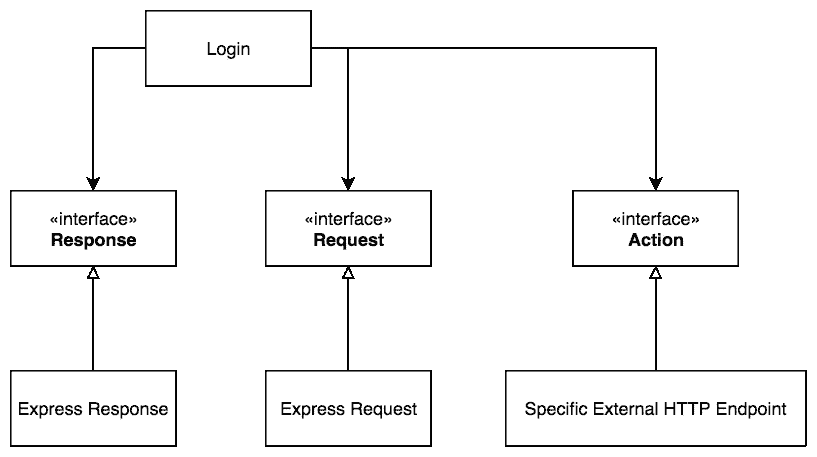 Login
«interface»
Response
«interface»
Request
«interface»
Action
Express Response
Express Request
Specific External HTTP Endpoint